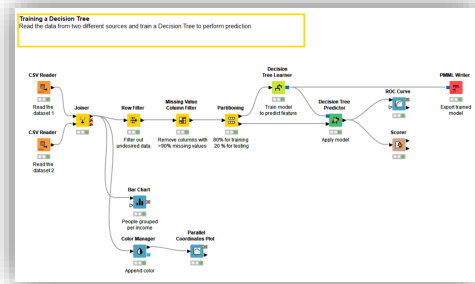 Training a Decision Tree
Read the data from two different sources and train a Decision Tree to perform prediction
CSV Reader
Read the
dataset 1
CSV Reader
Read the
dataset 2
Joiner
Row Filter
Filter out
undesired data
Missing Value
Column Filter
Remove columns with
>90% missing values
Partitioning
80% for training
20 % for testing
Decision
Tree Learner
Train model
to predict feature
Decision Tree
Predictor
Apply model
ROC Curve
Scorer
PMML Writer
Export trained
model
Bar Chart
People grouped
per income
Color Manager
Append color
Parallel
Coordinates Plot